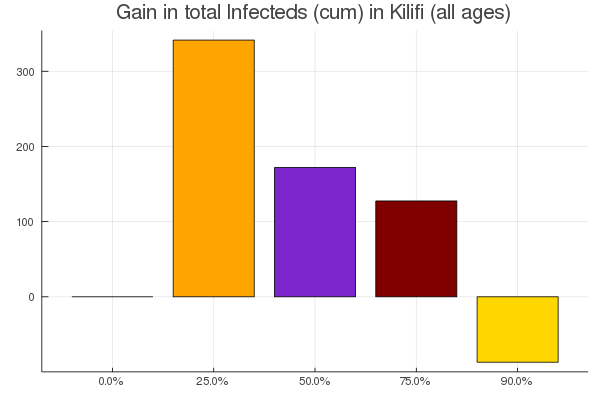 Gain in total Infecteds (cum) in Kilifi (all ages)
300
200
100
0
0.0% 25.0% 50.0% 75.0% 90.0%